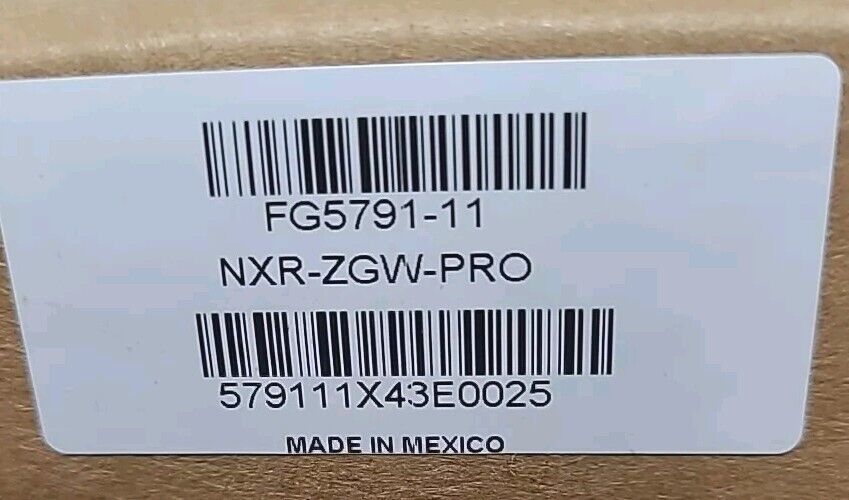 FG5791-11
NXR-ZGW-PRO
579111X43E0025
MADE IN MEXICO